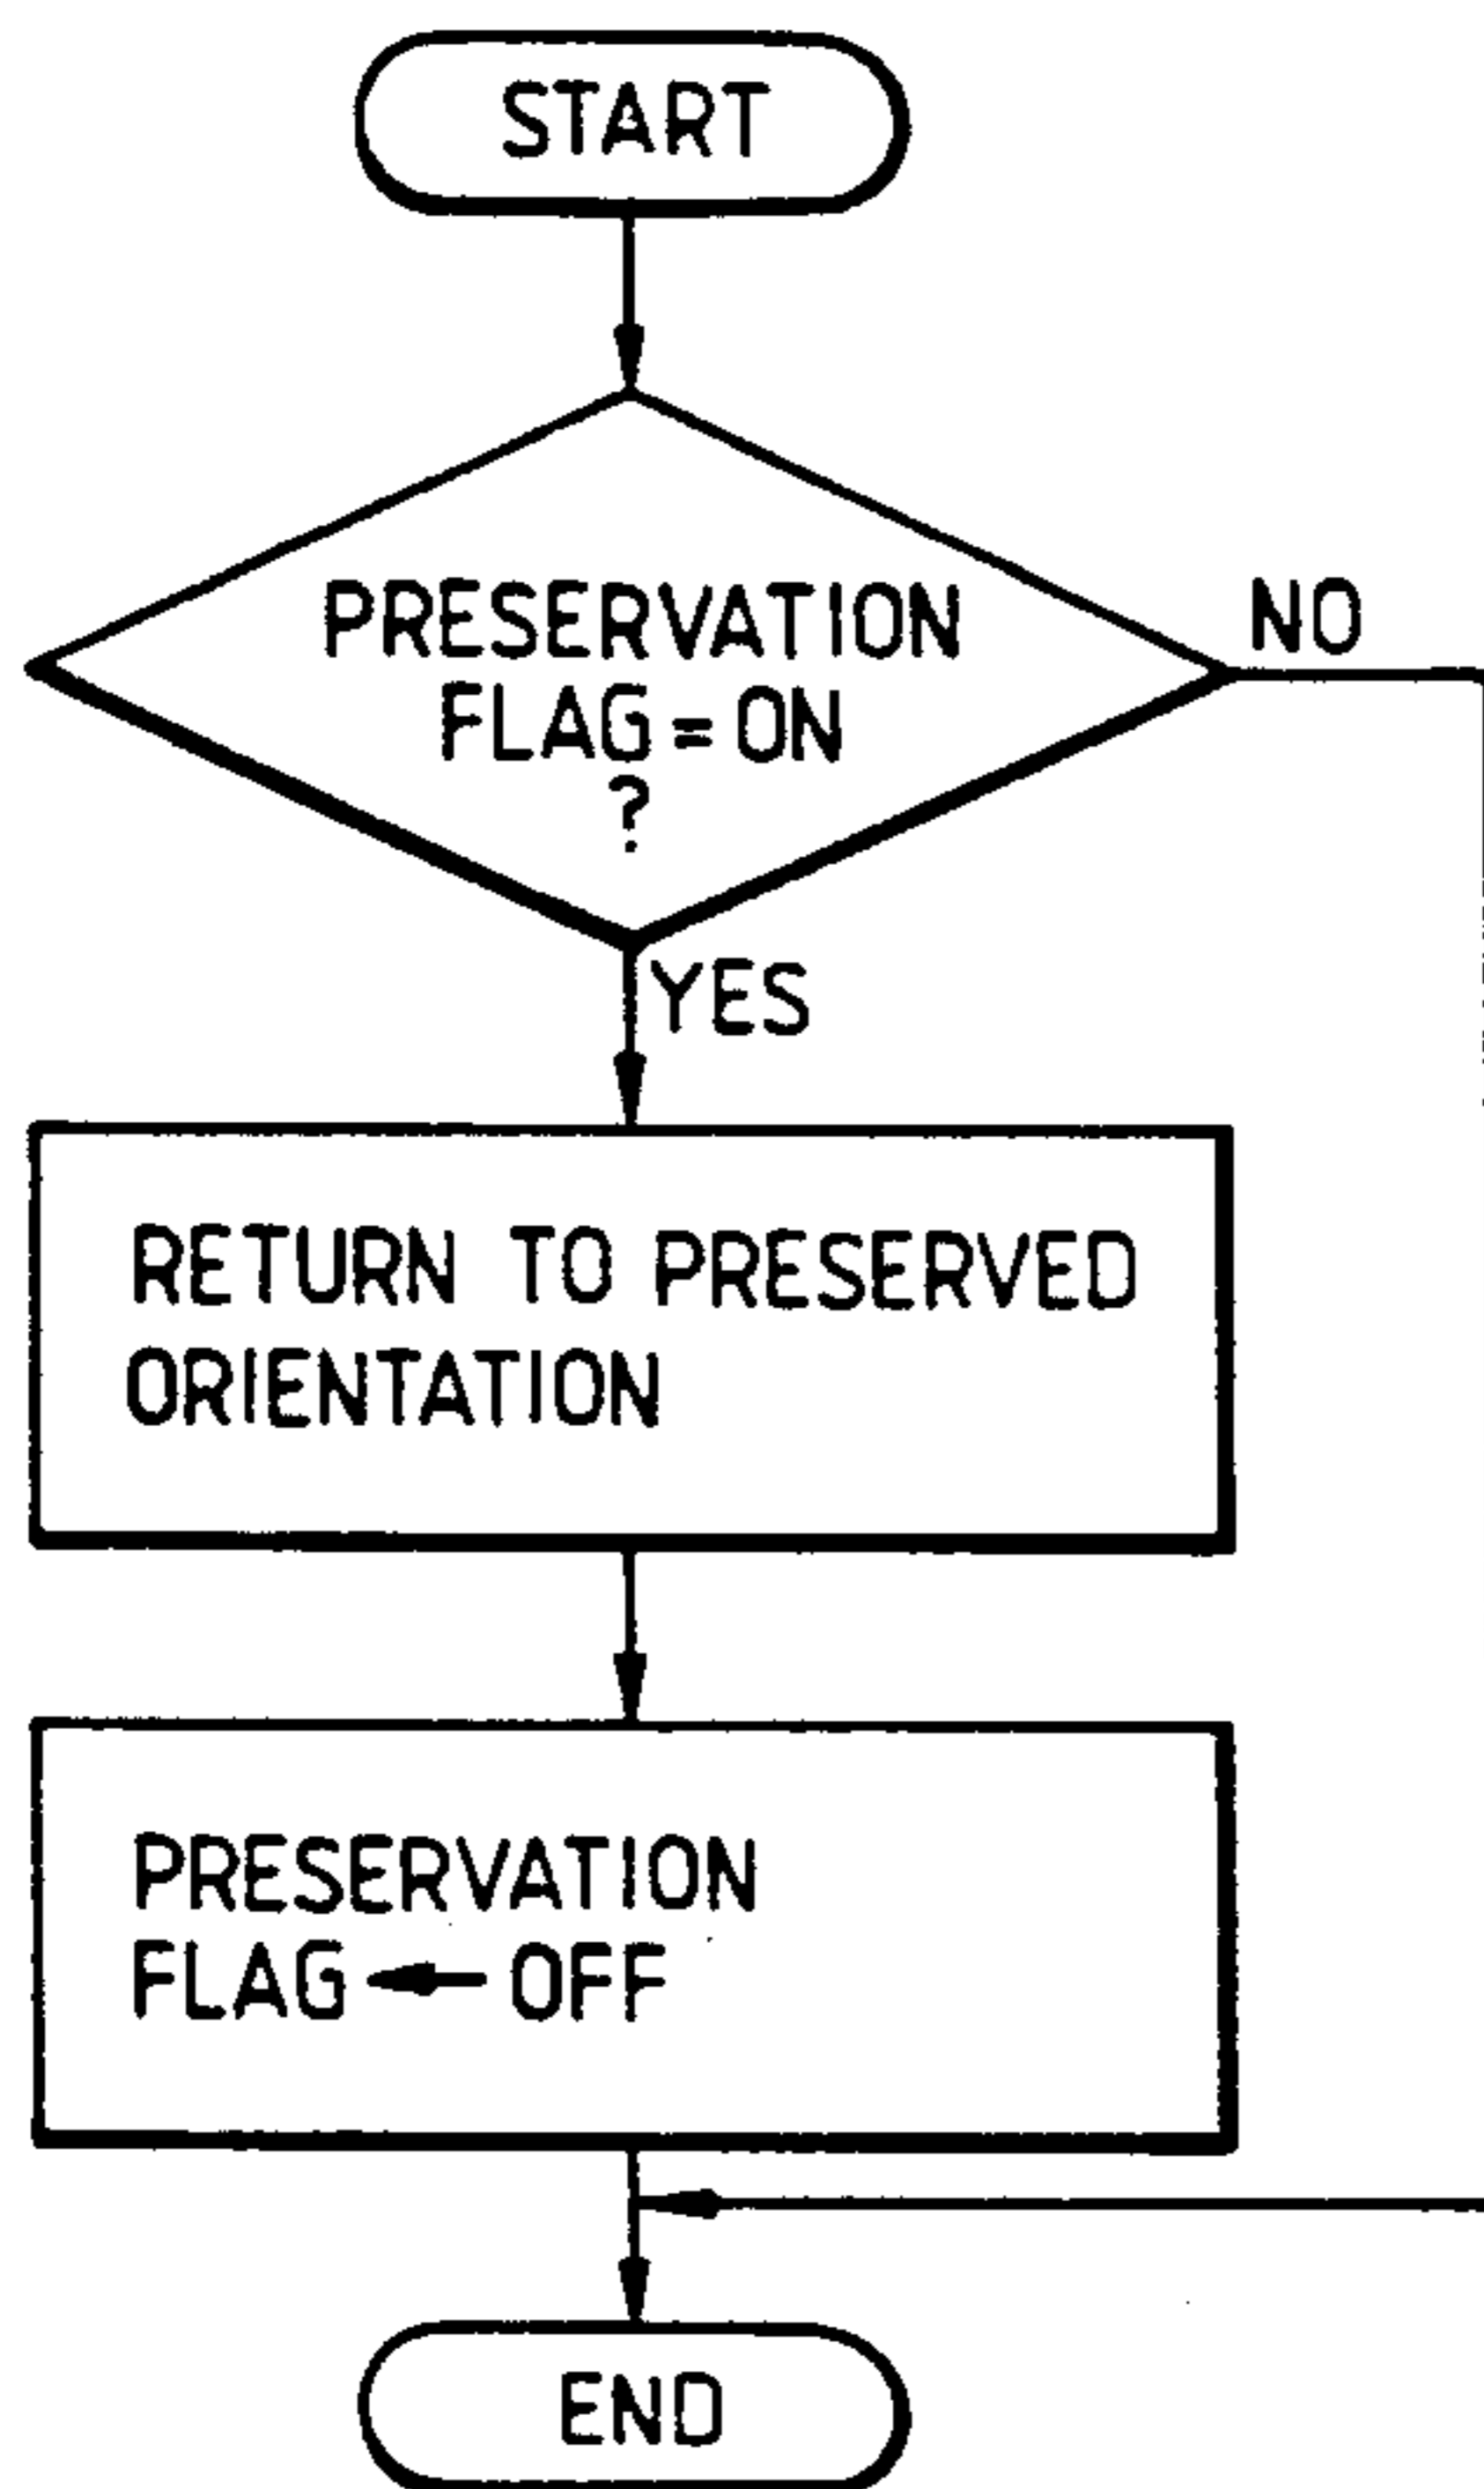 START
PRESERVATION
FLAG = ON
?
NO
YES
RETURN TO PRESERVED
ORIENTATION
PRESERVATION
FLAG ← OFF
END